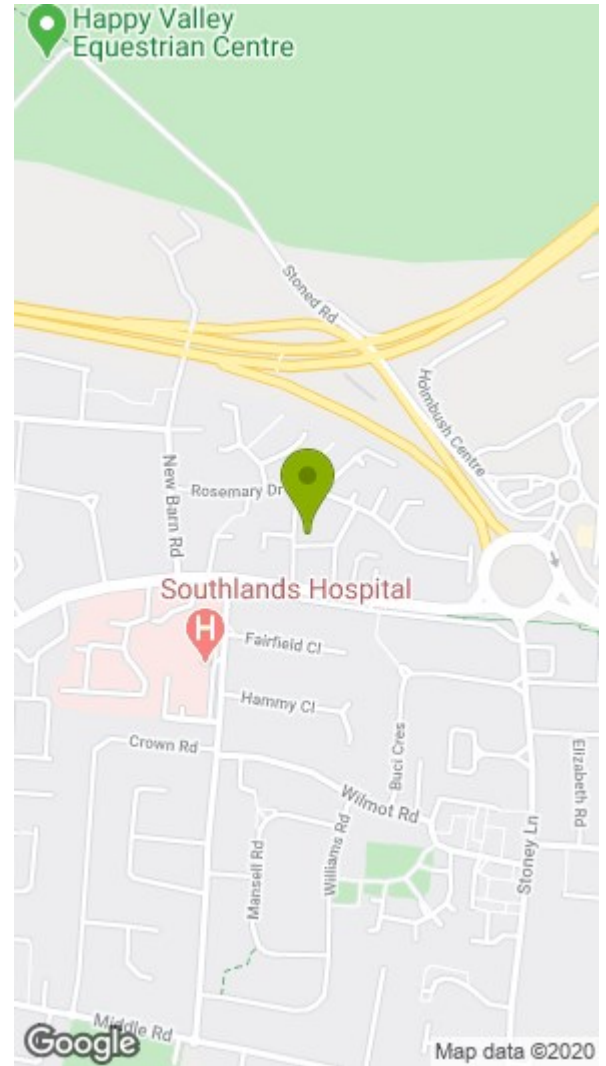 Happy Valley
Equestrian Centre
Stoned Rd
Holmbush Centre
New Barn Rd
Rosemary Dr
Southlands Hospital
H
Fairfield Cl
Hammy Cl
Buci Cres
Crown Rd
Elizabeth Rd
Wilmot Rd
Williams Rd
Mansell Rd
Stoney Ln
Middle Rd
Google
Map data ©2020